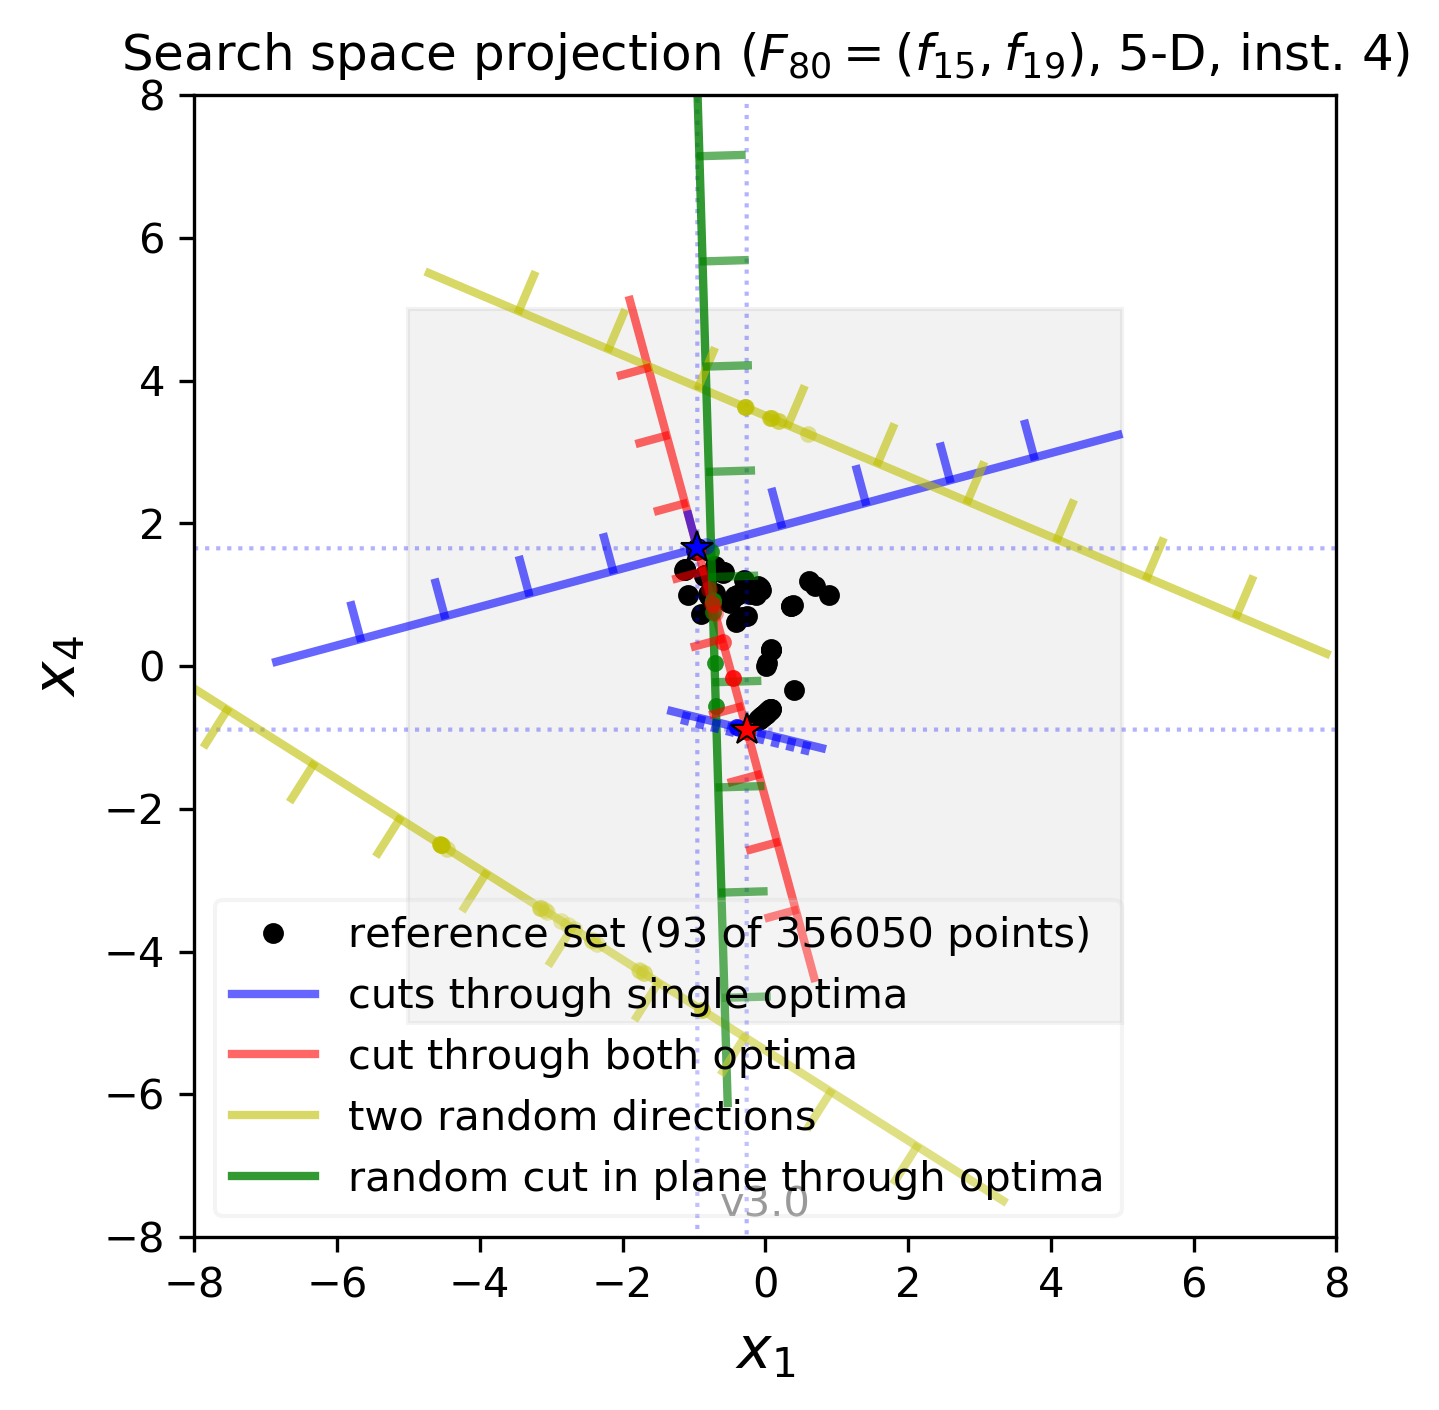 Search space projection (F₈₀ = (f₁₅, f₁₉), 5-D, inst. 4)
8
6
4
2
0
−2
−4
−6
−8
x₄
reference set (93 of 356050 points)
cuts through single optima
cut through both optima
two random directions
random cut in plane through optima
v3.0
−8 −6 −4 −2 0 2 4 6 8
x₁